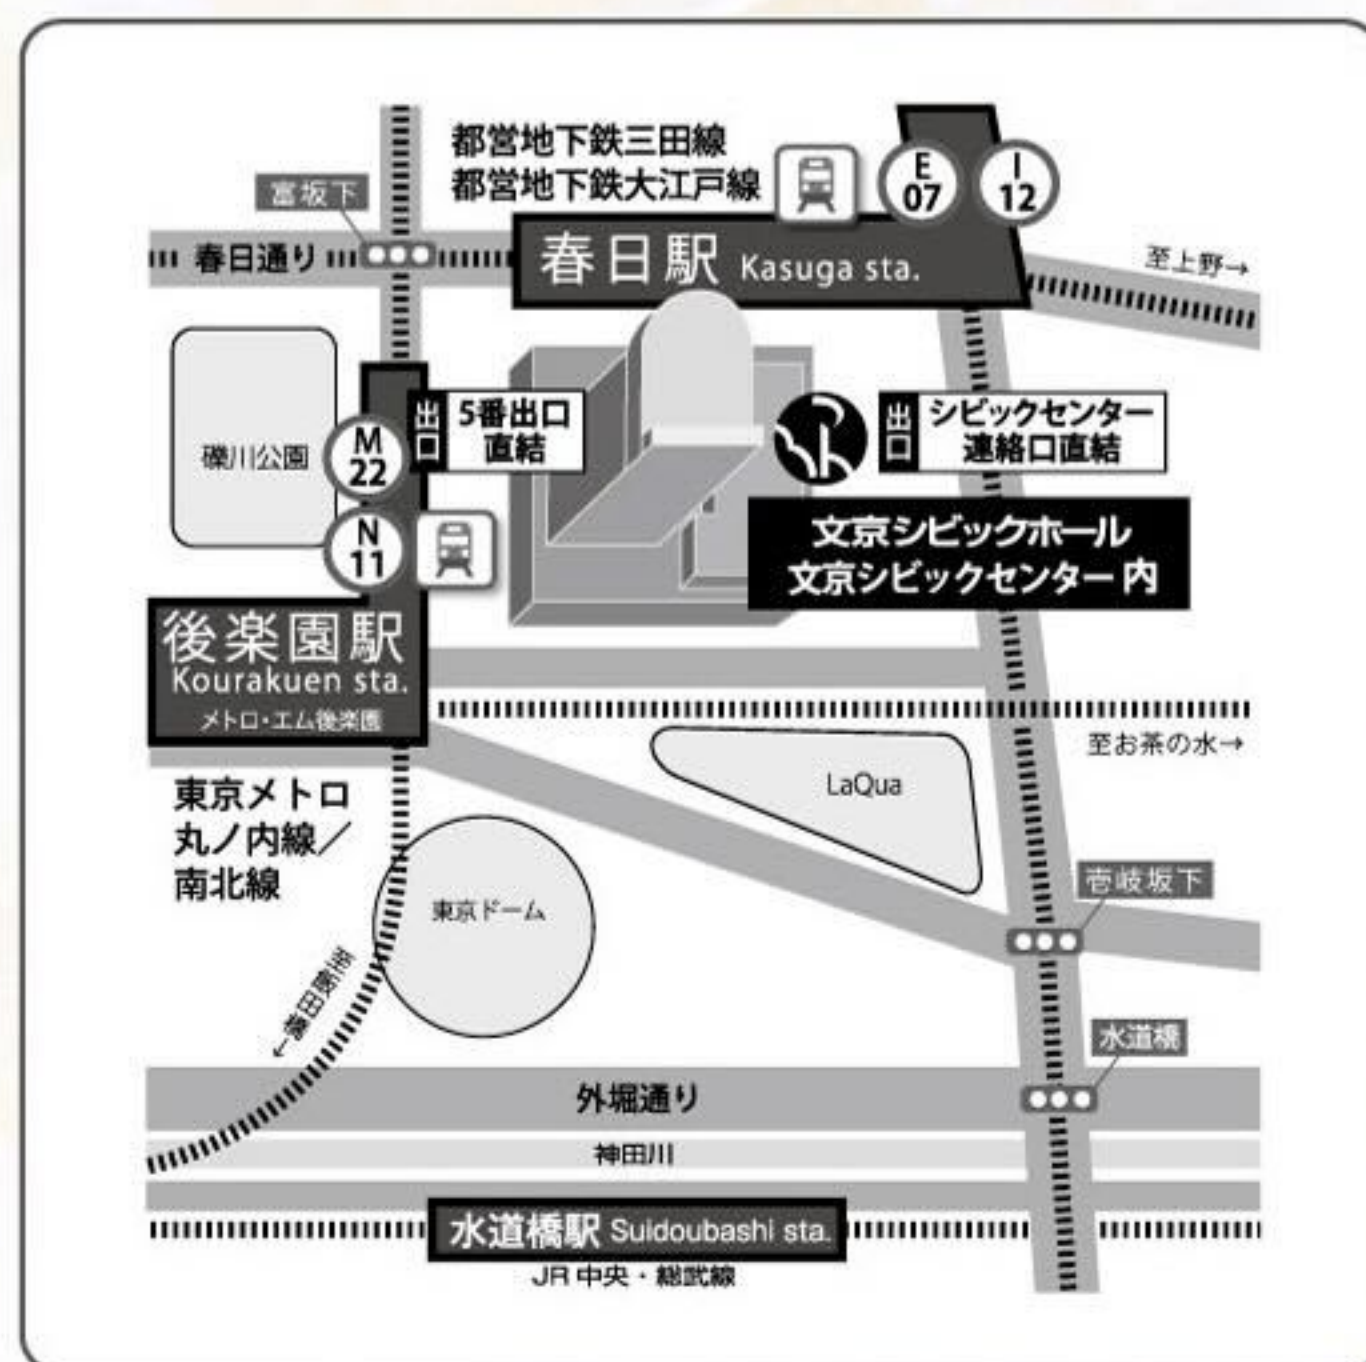 都営地下鉄三田線
都営地下鉄大江戸線
E
07
I
12
富坂下
春日通り
春日駅 Kasuga sta.
至上野→
礫川公園
M
22
出口
5番出口
直結
出口
シビックセンター
連絡口直結
N
11
文京シビックホール
文京シビックセンター内
後楽園駅
Kourakuen sta.
メトロ・エム後楽園
至お茶の水→
LaQua
東京メトロ
丸ノ内線/
南北線
東京ドーム
壱岐坂下
至飯田橋→
水道橋
外堀通り
神田川
水道橋駅 Suidoubashi sta.
JR 中央・総武線